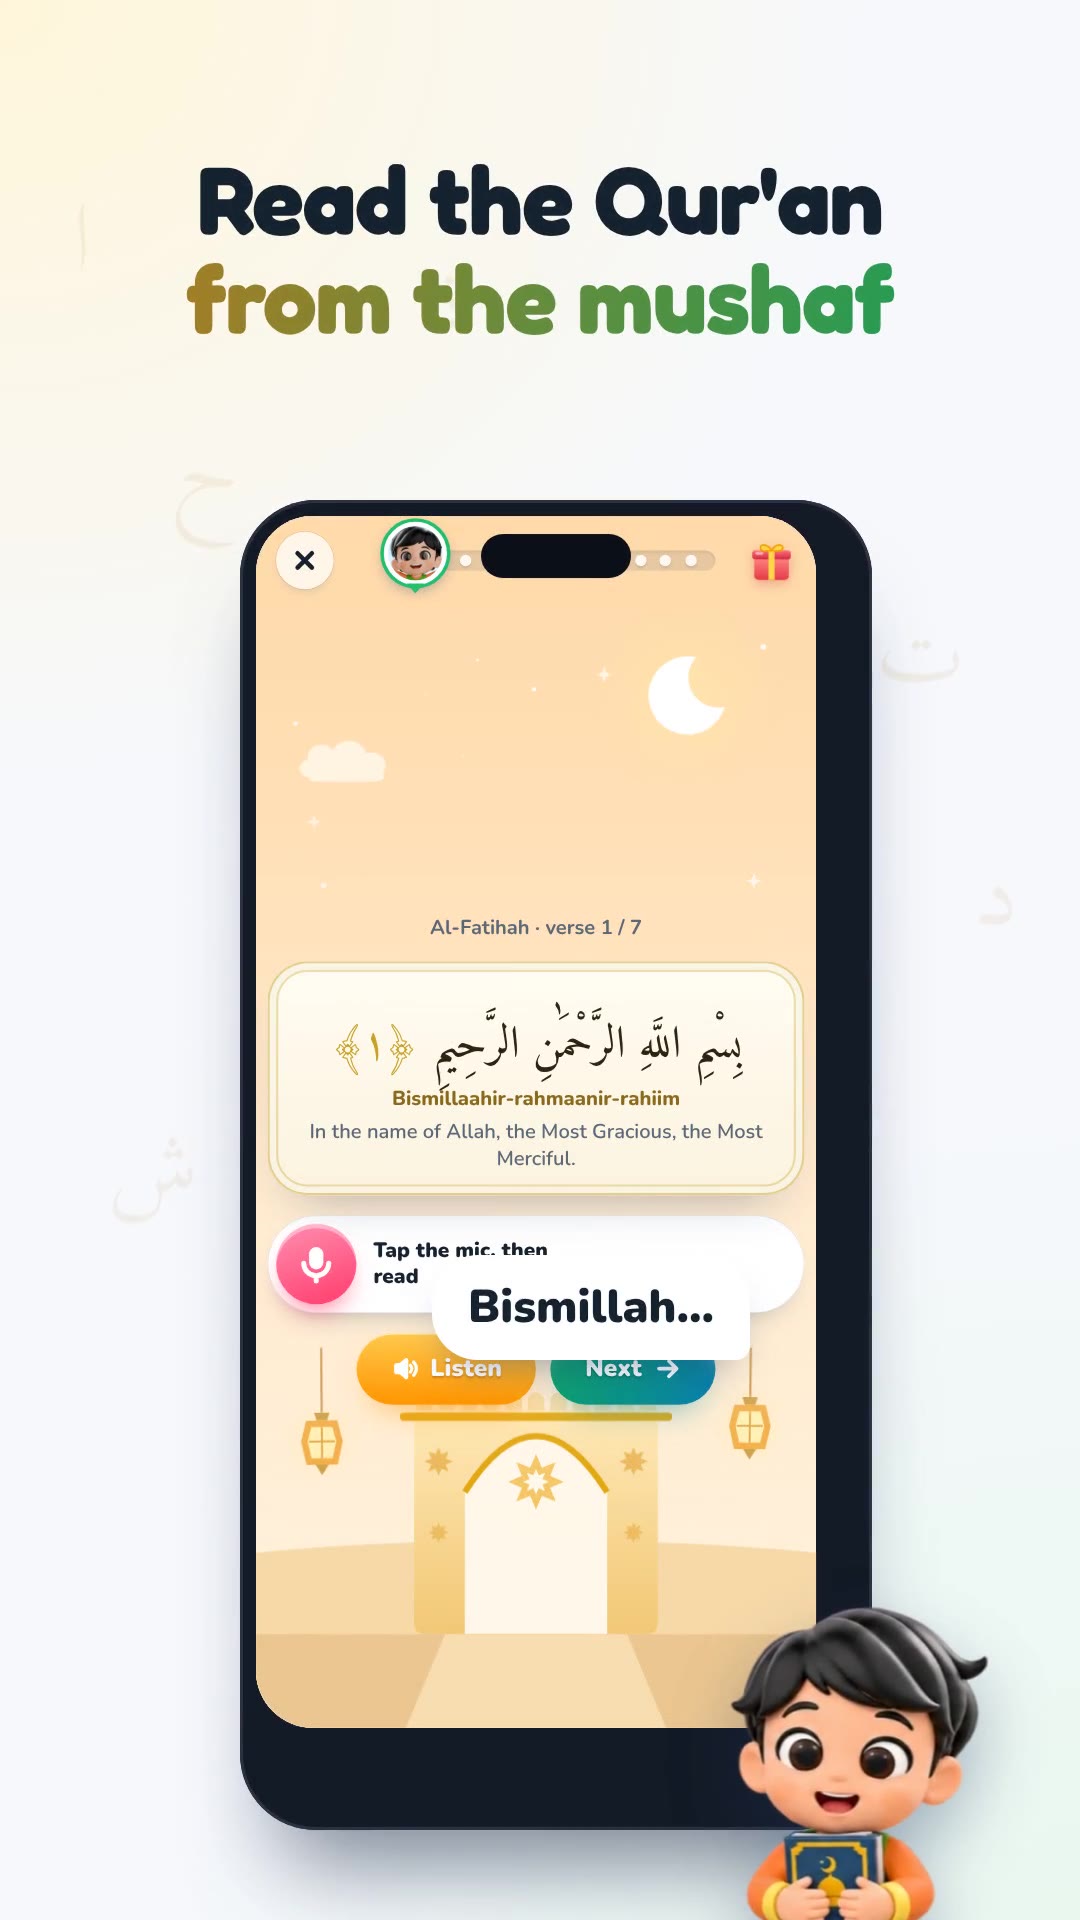 Read the Qur'an
from the mushaf
ا
ح
ت
د
ش
Al-Fatihah · verse 1 / 7
بِسْمِ اللَّهِ الرَّحْمَٰنِ الرَّحِيمِ ﴿١﴾
Bismillaahir-rahmaanir-rahiim
In the name of Allah, the Most Gracious, the Most
Merciful.
Tap the mic, then
read
Bismillah...
Listen
Next